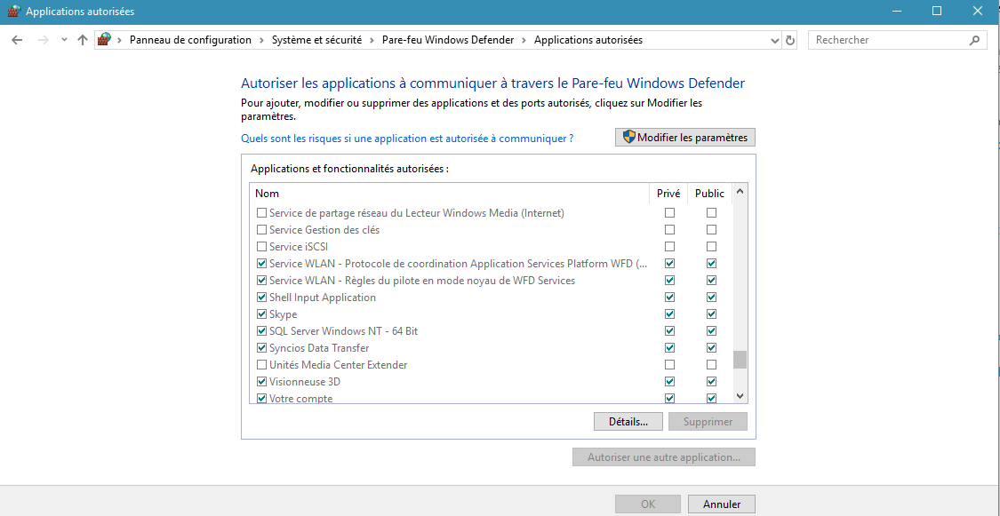 Applications autorisées
Panneau de configuration > Système et sécurité > Pare-feu Windows Defender > Applications autorisées
Rechercher
Autoriser les applications à communiquer à travers le Pare-feu Windows Defender
Pour ajouter, modifier ou supprimer des applications et des ports autorisés, cliquez sur Modifier les
paramètres.
Quels sont les risques si une application est autorisée à communiquer ?
Modifier les paramètres
Applications et fonctionnalités autorisées :
Nom Privé Public
Service de partage réseau du Lecteur Windows Media (Internet)
Service Gestion des clés
Service iSCSI
Service WLAN - Protocole de coordination Application Services Platform WFD (...
Service WLAN - Règles du pilote en mode noyau de WFD Services
Shell Input Application
Skype
SQL Server Windows NT - 64 Bit
Syncios Data Transfer
Unités Media Center Extender
Visionneuse 3D
Votre compte
Détails... Supprimer
Autoriser une autre application...
OK Annuler